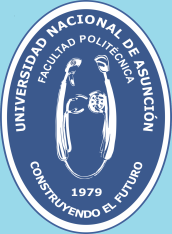 UNIVERSIDAD NACIONAL DE ASUNCIÓN
FACULTAD POLITÉCNICA
1979
CONSTRUYENDO EL FUTURO